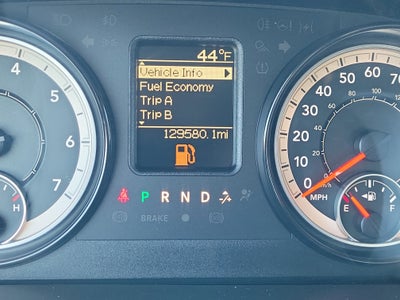 44°F
Vehicle Info
Fuel Economy
Trip A
Trip B
129580.1mi
P R N D
BRAKE
4
5
6
7
H
0
10
20
30
40
50
60
70
MPH
E F